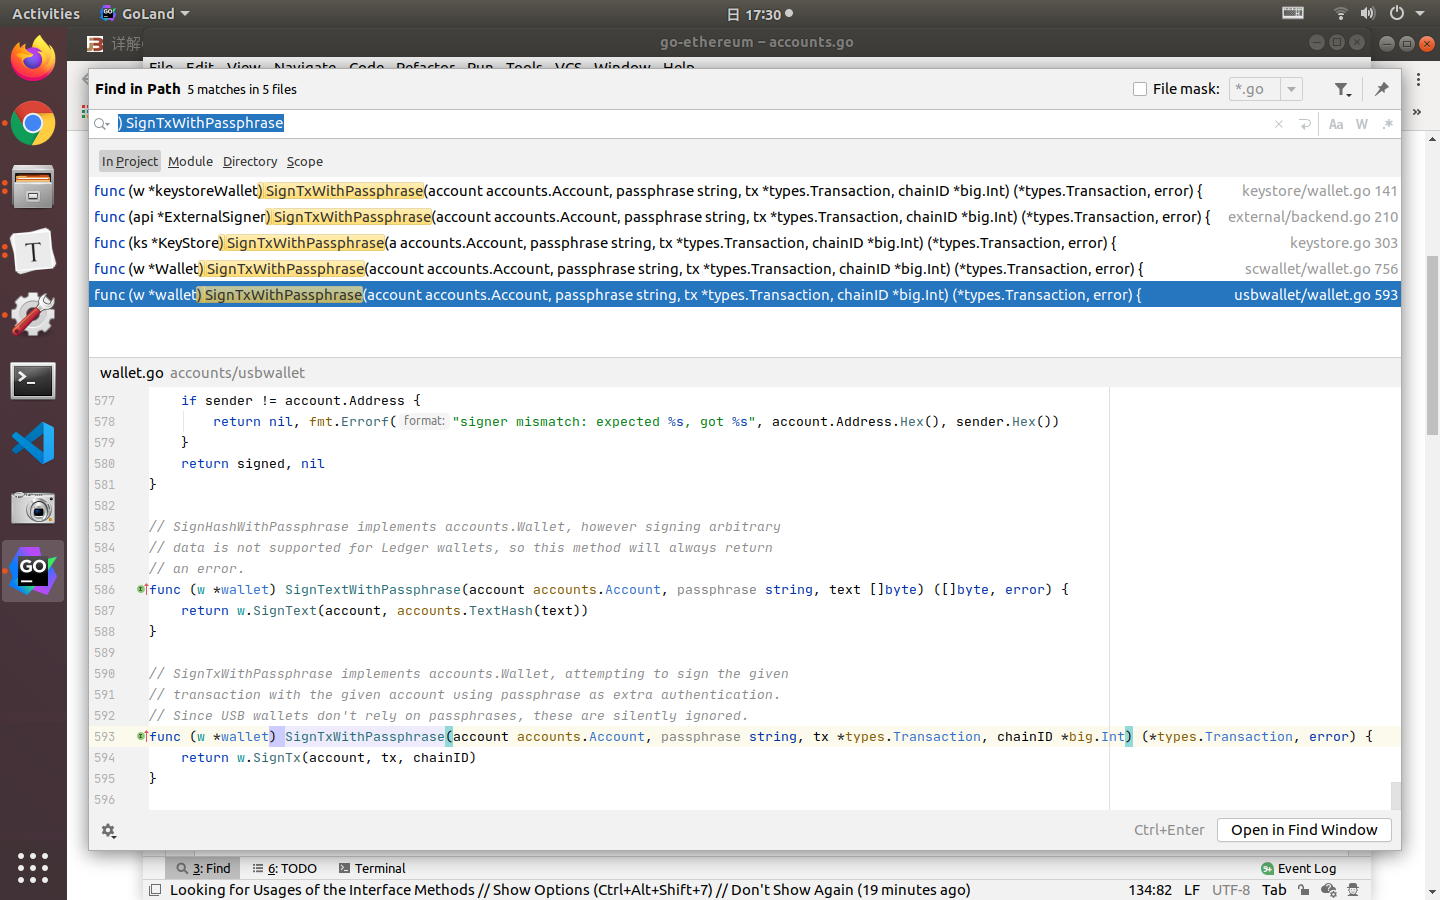 Activities GoLand 日 17:30
详解
go-ethereum – accounts.go
File Edit View Navigate Code Refactor Run Tools VCS Window Help
Find in Path 5 matches in 5 files File mask: *.go
) SignTxWithPassphrase Aa W .*
In Project Module Directory Scope
func (w *keystoreWallet) SignTxWithPassphrase(account accounts.Account, passphrase string, tx *types.Transaction, chainID *big.Int) (*types.Transaction, error) { keystore/wallet.go 141
func (api *ExternalSigner) SignTxWithPassphrase(account accounts.Account, passphrase string, tx *types.Transaction, chainID *big.Int) (*types.Transaction, error) { external/backend.go 210
func (ks *KeyStore) SignTxWithPassphrase(a accounts.Account, passphrase string, tx *types.Transaction, chainID *big.Int) (*types.Transaction, error) { keystore.go 303
func (w *Wallet) SignTxWithPassphrase(account accounts.Account, passphrase string, tx *types.Transaction, chainID *big.Int) (*types.Transaction, error) { scwallet/wallet.go 756
func (w *wallet) SignTxWithPassphrase(account accounts.Account, passphrase string, tx *types.Transaction, chainID *big.Int) (*types.Transaction, error) { usbwallet/wallet.go 593
wallet.go accounts/usbwallet
577 if sender != account.Address {
578 return nil, fmt.Errorf( format: "signer mismatch: expected %s, got %s", account.Address.Hex(), sender.Hex())
579 }
580 return signed, nil
581 }
582
583 // SignHashWithPassphrase implements accounts.Wallet, however signing arbitrary
584 // data is not supported for Ledger wallets, so this method will always return
585 // an error.
586 func (w *wallet) SignTextWithPassphrase(account accounts.Account, passphrase string, text []byte) ([]byte, error) {
587 return w.SignText(account, accounts.TextHash(text))
588 }
589
590 // SignTxWithPassphrase implements accounts.Wallet, attempting to sign the given
591 // transaction with the given account using passphrase as extra authentication.
592 // Since USB wallets don't rely on passphrases, these are silently ignored.
593 func (w *wallet) SignTxWithPassphrase(account accounts.Account, passphrase string, tx *types.Transaction, chainID *big.Int) (*types.Transaction, error) {
594 return w.SignTx(account, tx, chainID)
595 }
596
Ctrl+Enter Open in Find Window
3: Find 6: TODO Terminal Event Log
Looking for Usages of the Interface Methods // Show Options (Ctrl+Alt+Shift+7) // Don't Show Again (19 minutes ago) 134:82 LF UTF-8 Tab